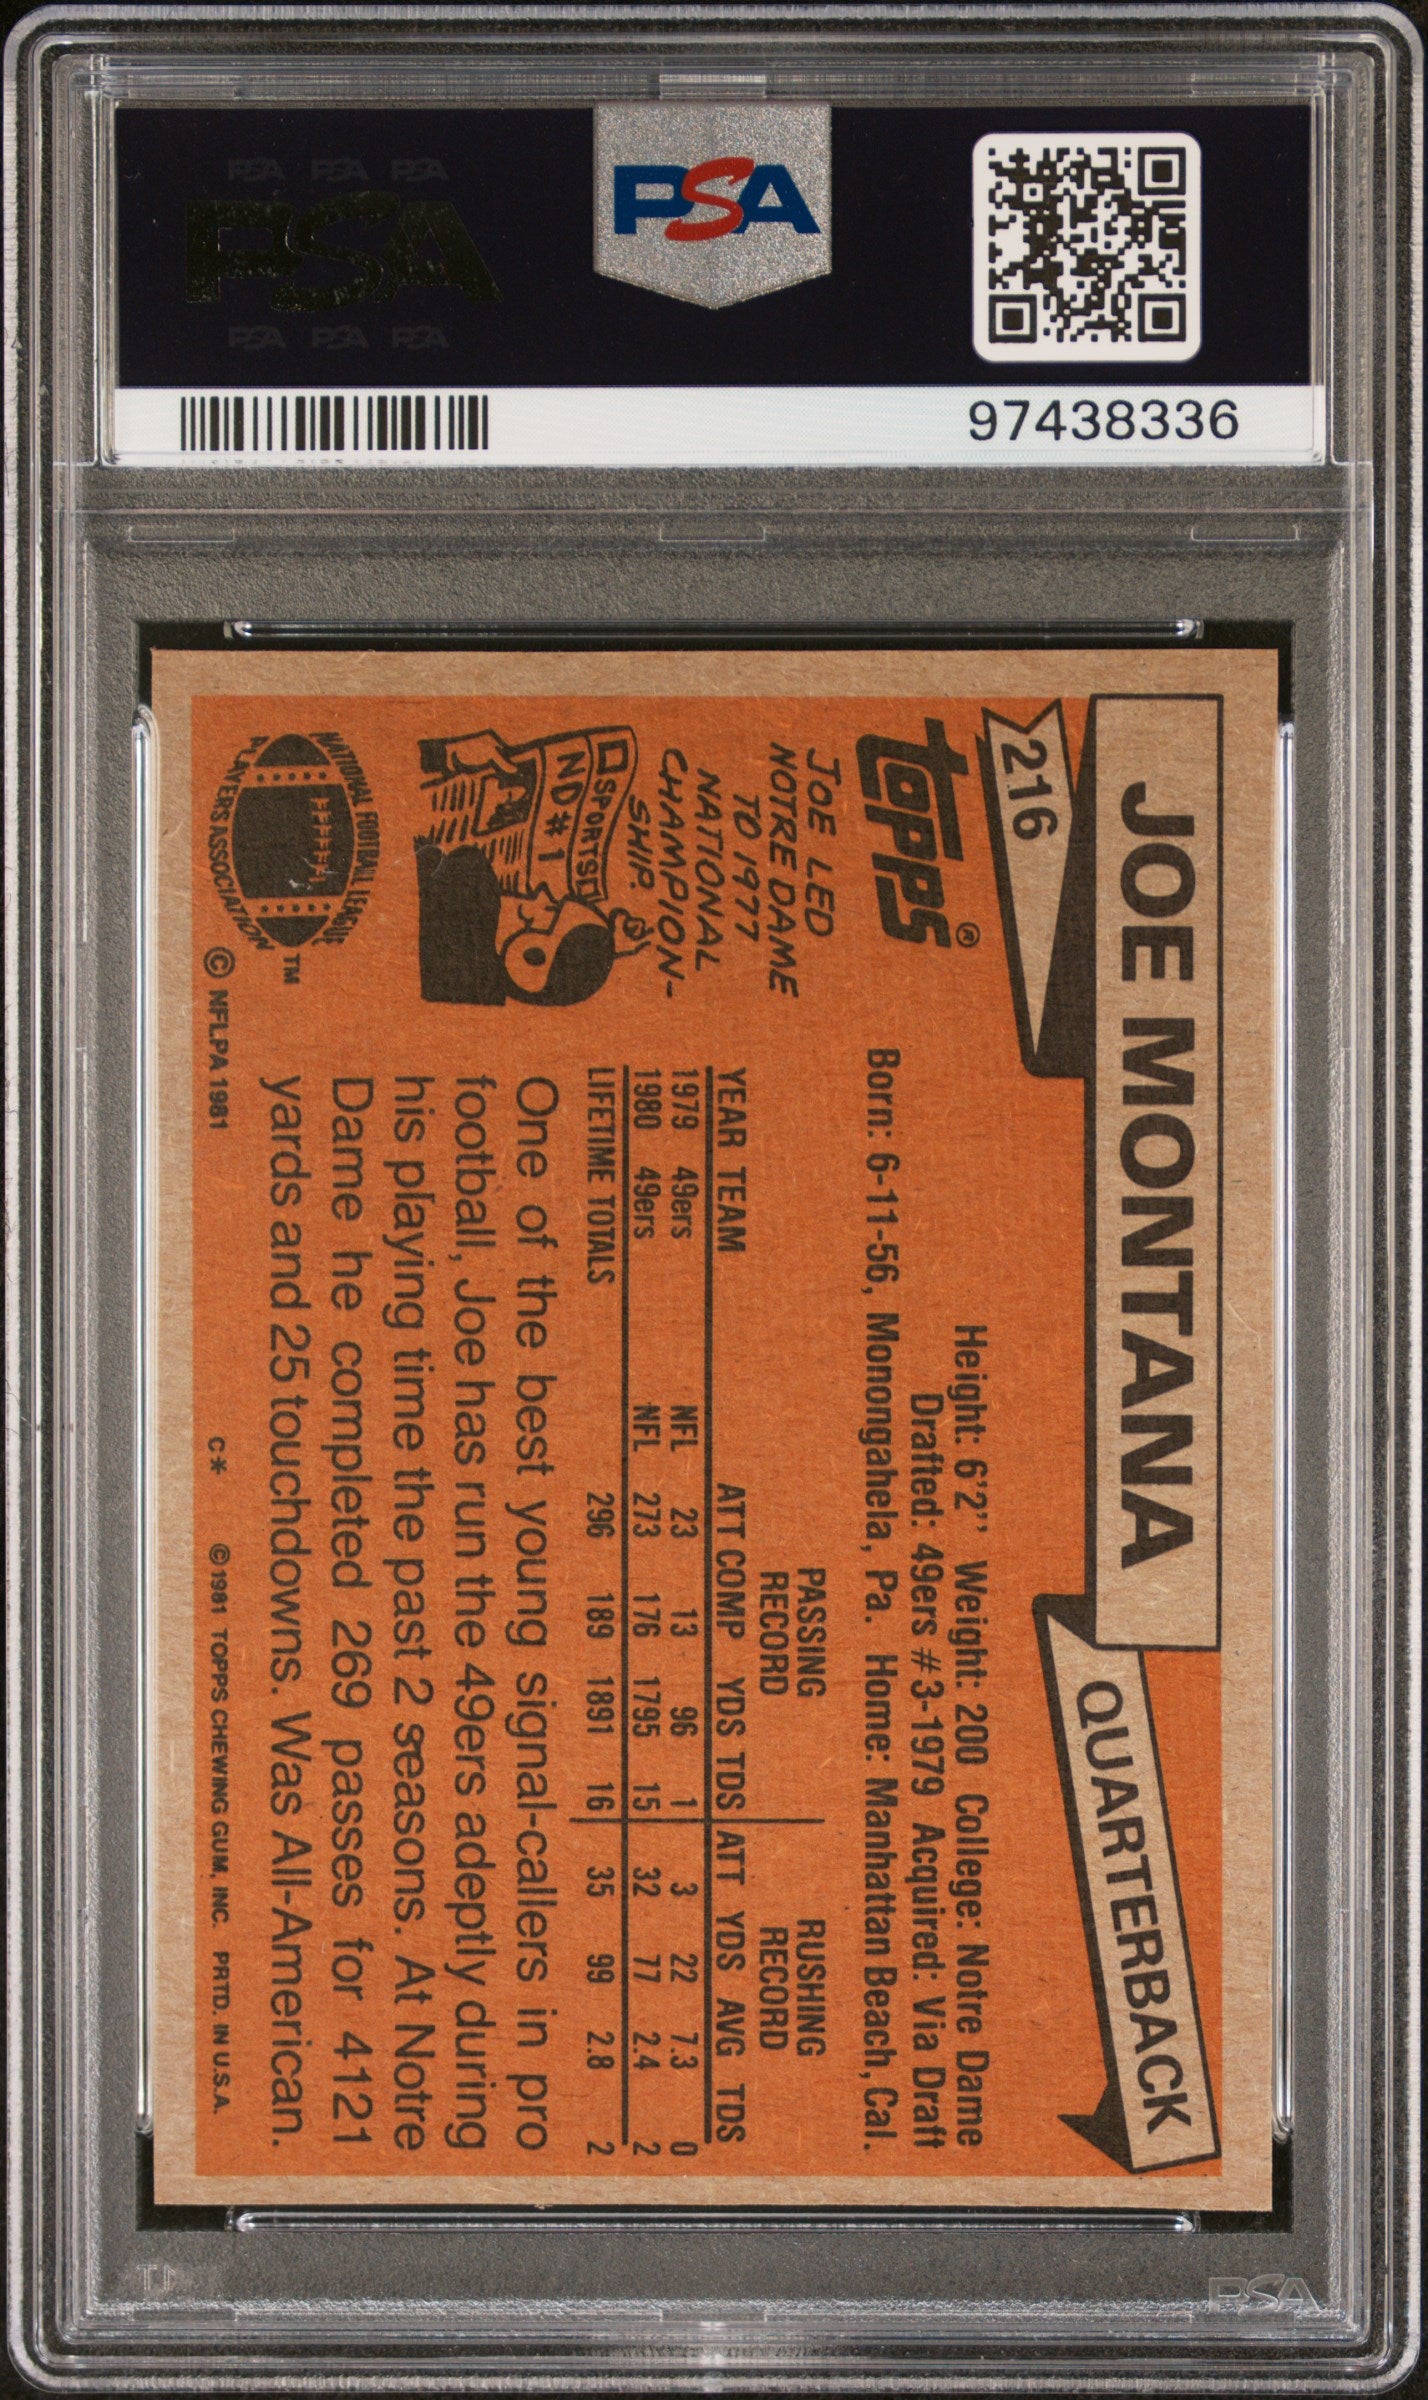 PSA PSA PSA
PSA
PSA PSA PSA
PSA
97438336
JOE MONTANA
QUARTERBACK
216
topps®
Height: 6'2'' Weight: 200 College: Notre Dame
Drafted: 49ers #3-1979 Acquired: Via Draft
Born: 6-11-56, Monongahela, Pa. Home: Manhattan Beach, Cal.
JOE LED
NOTRE DAME
TO 1977
NATIONAL
CHAMPION-
SHIP.
SPORTS
ND #1
PASSING RUSHING
RECORD RECORD
YEAR TEAM ATT COMP YDS TDS ATT YDS AVG TDS
1979 49ers NFL 23 13 96 1 3 22 7.3 0
1980 49ers NFL 273 176 1795 15 32 77 2.4 2
LIFETIME TOTALS 296 189 1891 16 35 99 2.8 2
One of the best young signal-callers in pro
football, Joe has run the 49ers adeptly during
his playing time the past 2 seasons. At Notre
Dame he completed 269 passes for 4121
yards and 25 touchdowns. Was All-American.
NATIONAL FOOTBALL LEAGUE
PLAYERS ASSOCIATION
TM
© NFLPA 1981
C* ©1981 TOPPS CHEWING GUM, INC. PRTD. IN U.S.A.
PSA